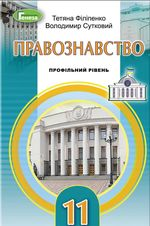 Генеза
Тетяна Філіпенко
Володимир Сутковий
ПРАВОЗНАВСТВО
ПРОФІЛЬНИЙ РІВЕНЬ
11